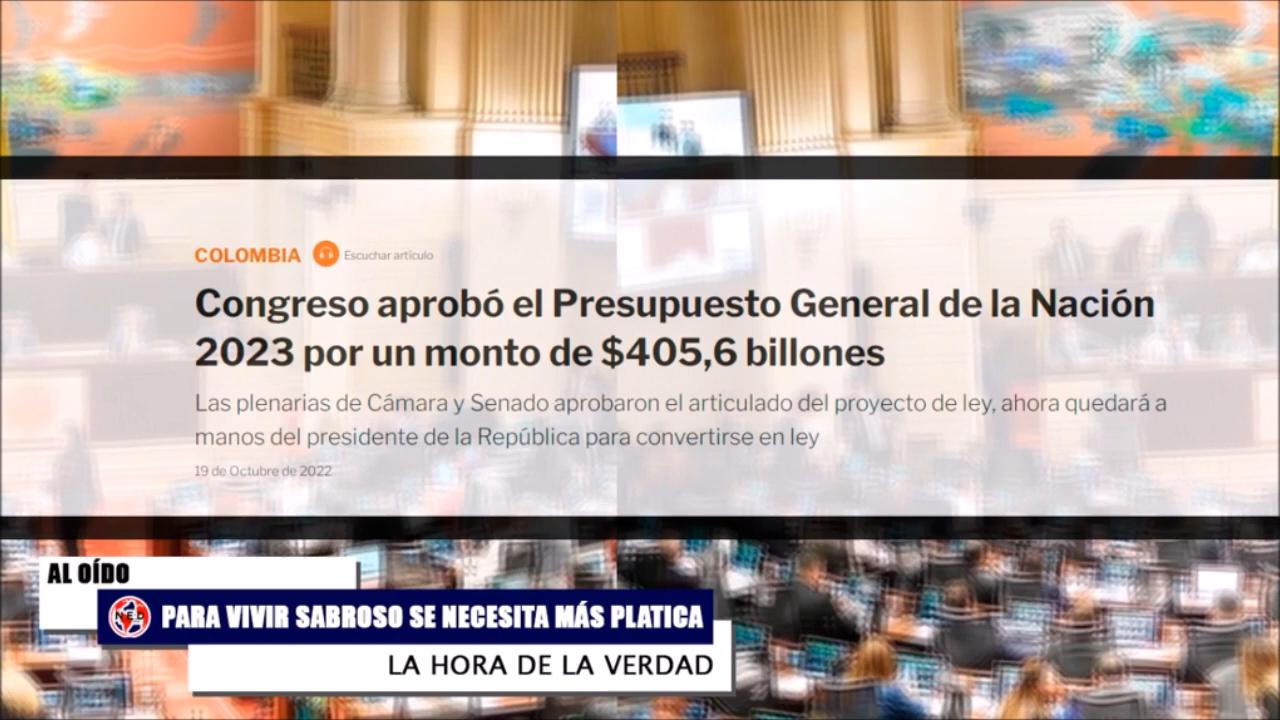 COLOMBIA Escuchar artículo
Congreso aprobó el Presupuesto General de la Nación
2023 por un monto de $405,6 billones
Las plenarias de Cámara y Senado aprobaron el articulado del proyecto de ley, ahora quedará a
manos del presidente de la República para convertirse en ley
19 de Octubre de 2022
AL OÍDO
PARA VIVIR SABROSO SE NECESITA MÁS PLATICA
LA HORA DE LA VERDAD